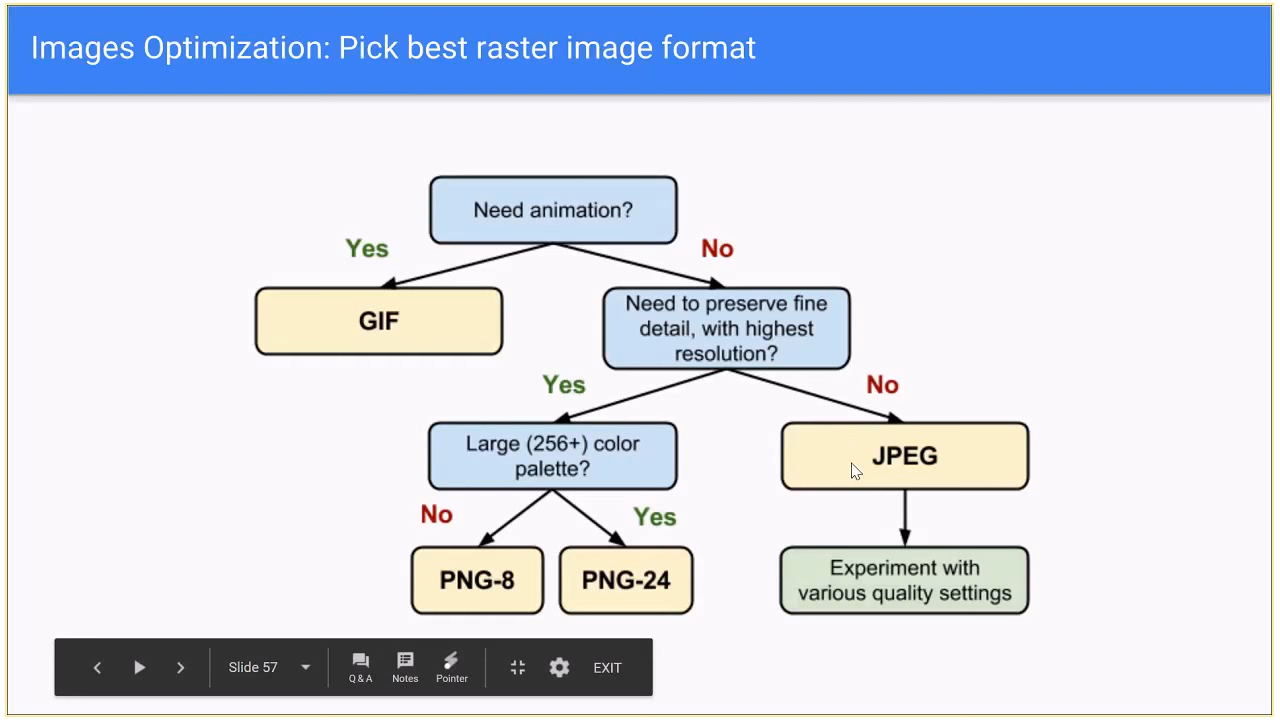 Images Optimization: Pick best raster image format
Need animation?
Yes
No
GIF
Need to preserve fine
detail, with highest
resolution?
Yes
No
Large (256+) color
palette?
JPEG
No
Yes
PNG-8
PNG-24
Experiment with
various quality settings
Slide 57
Q & A
Notes
Pointer
EXIT